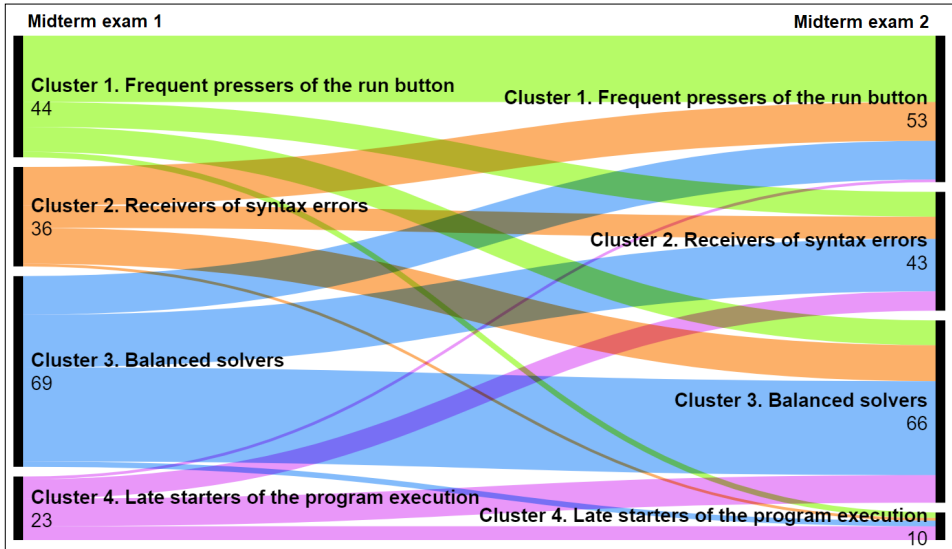 Midterm exam 1
Midterm exam 2
Cluster 1. Frequent pressers of the run button
44
Cluster 1. Frequent pressers of the run button
53
Cluster 2. Receivers of syntax errors
36
Cluster 2. Receivers of syntax errors
43
Cluster 3. Balanced solvers
69
Cluster 3. Balanced solvers
66
Cluster 4. Late starters of the program execution
23
Cluster 4. Late starters of the program execution
10